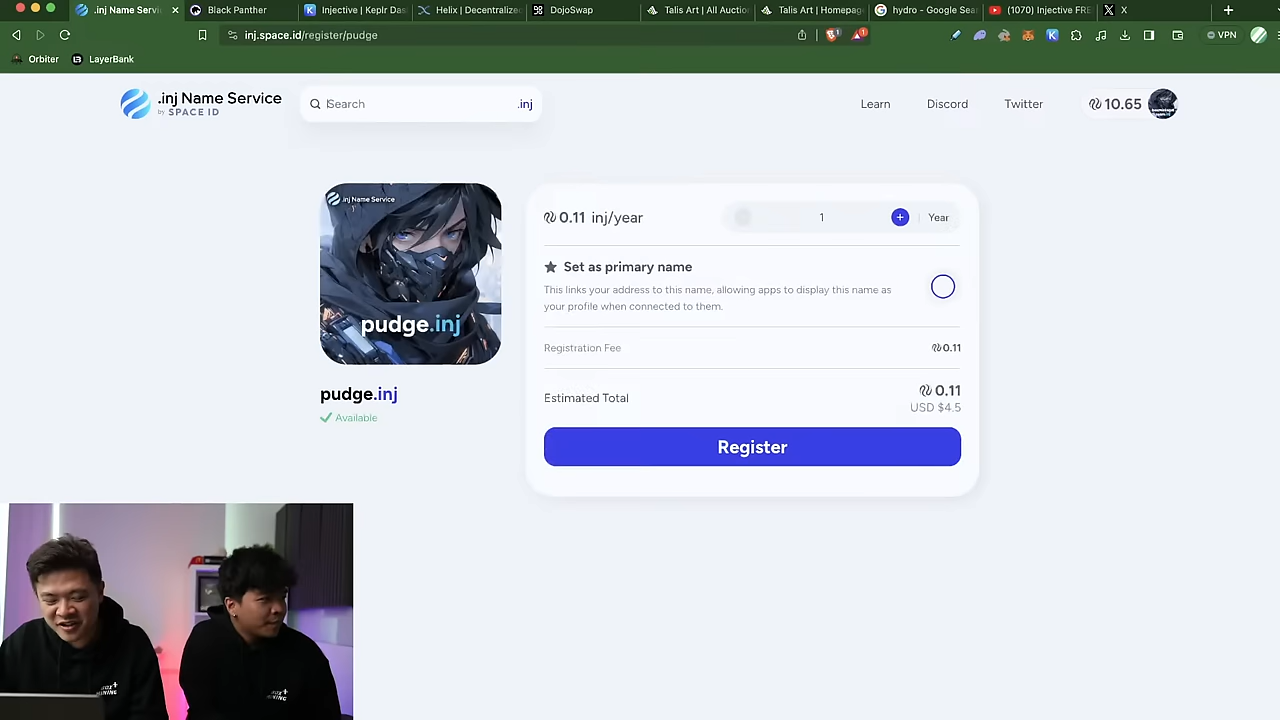 .inj Name Servi
Black Panther
Injective | Keplr Das
Helix | Decentralize
DojoSwap
Talis Art | All Auctio
Talis Art | Homepag
hydro - Google Sear
(1070) Injective FRE
X
inj.space.id/register/pudge
VPN
Orbiter
LayerBank
.inj Name Service
by SPACE ID
Search
.inj
Learn
Discord
Twitter
10.65
.inj Name Service
pudge.inj
pudge.inj
Available
0.11 inj/year
1
Year
Set as primary name
This links your address to this name, allowing apps to display this name as
your profile when connected to them.
Registration Fee
0.11
Estimated Total
0.11
USD $4.5
Register